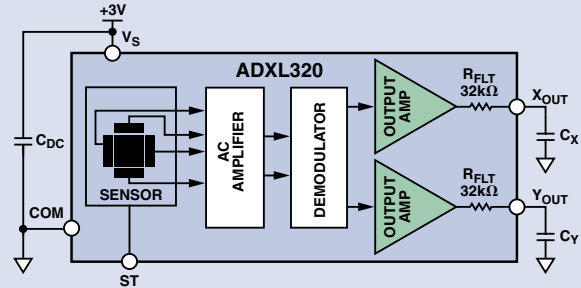 +3V
VS
ADXL320
CDC
SENSOR
AC
AMPLIFIER
DEMODULATOR
OUTPUT
AMP
RFLT
32kΩ
XOUT
CX
OUTPUT
AMP
RFLT
32kΩ
YOUT
CY
COM
ST